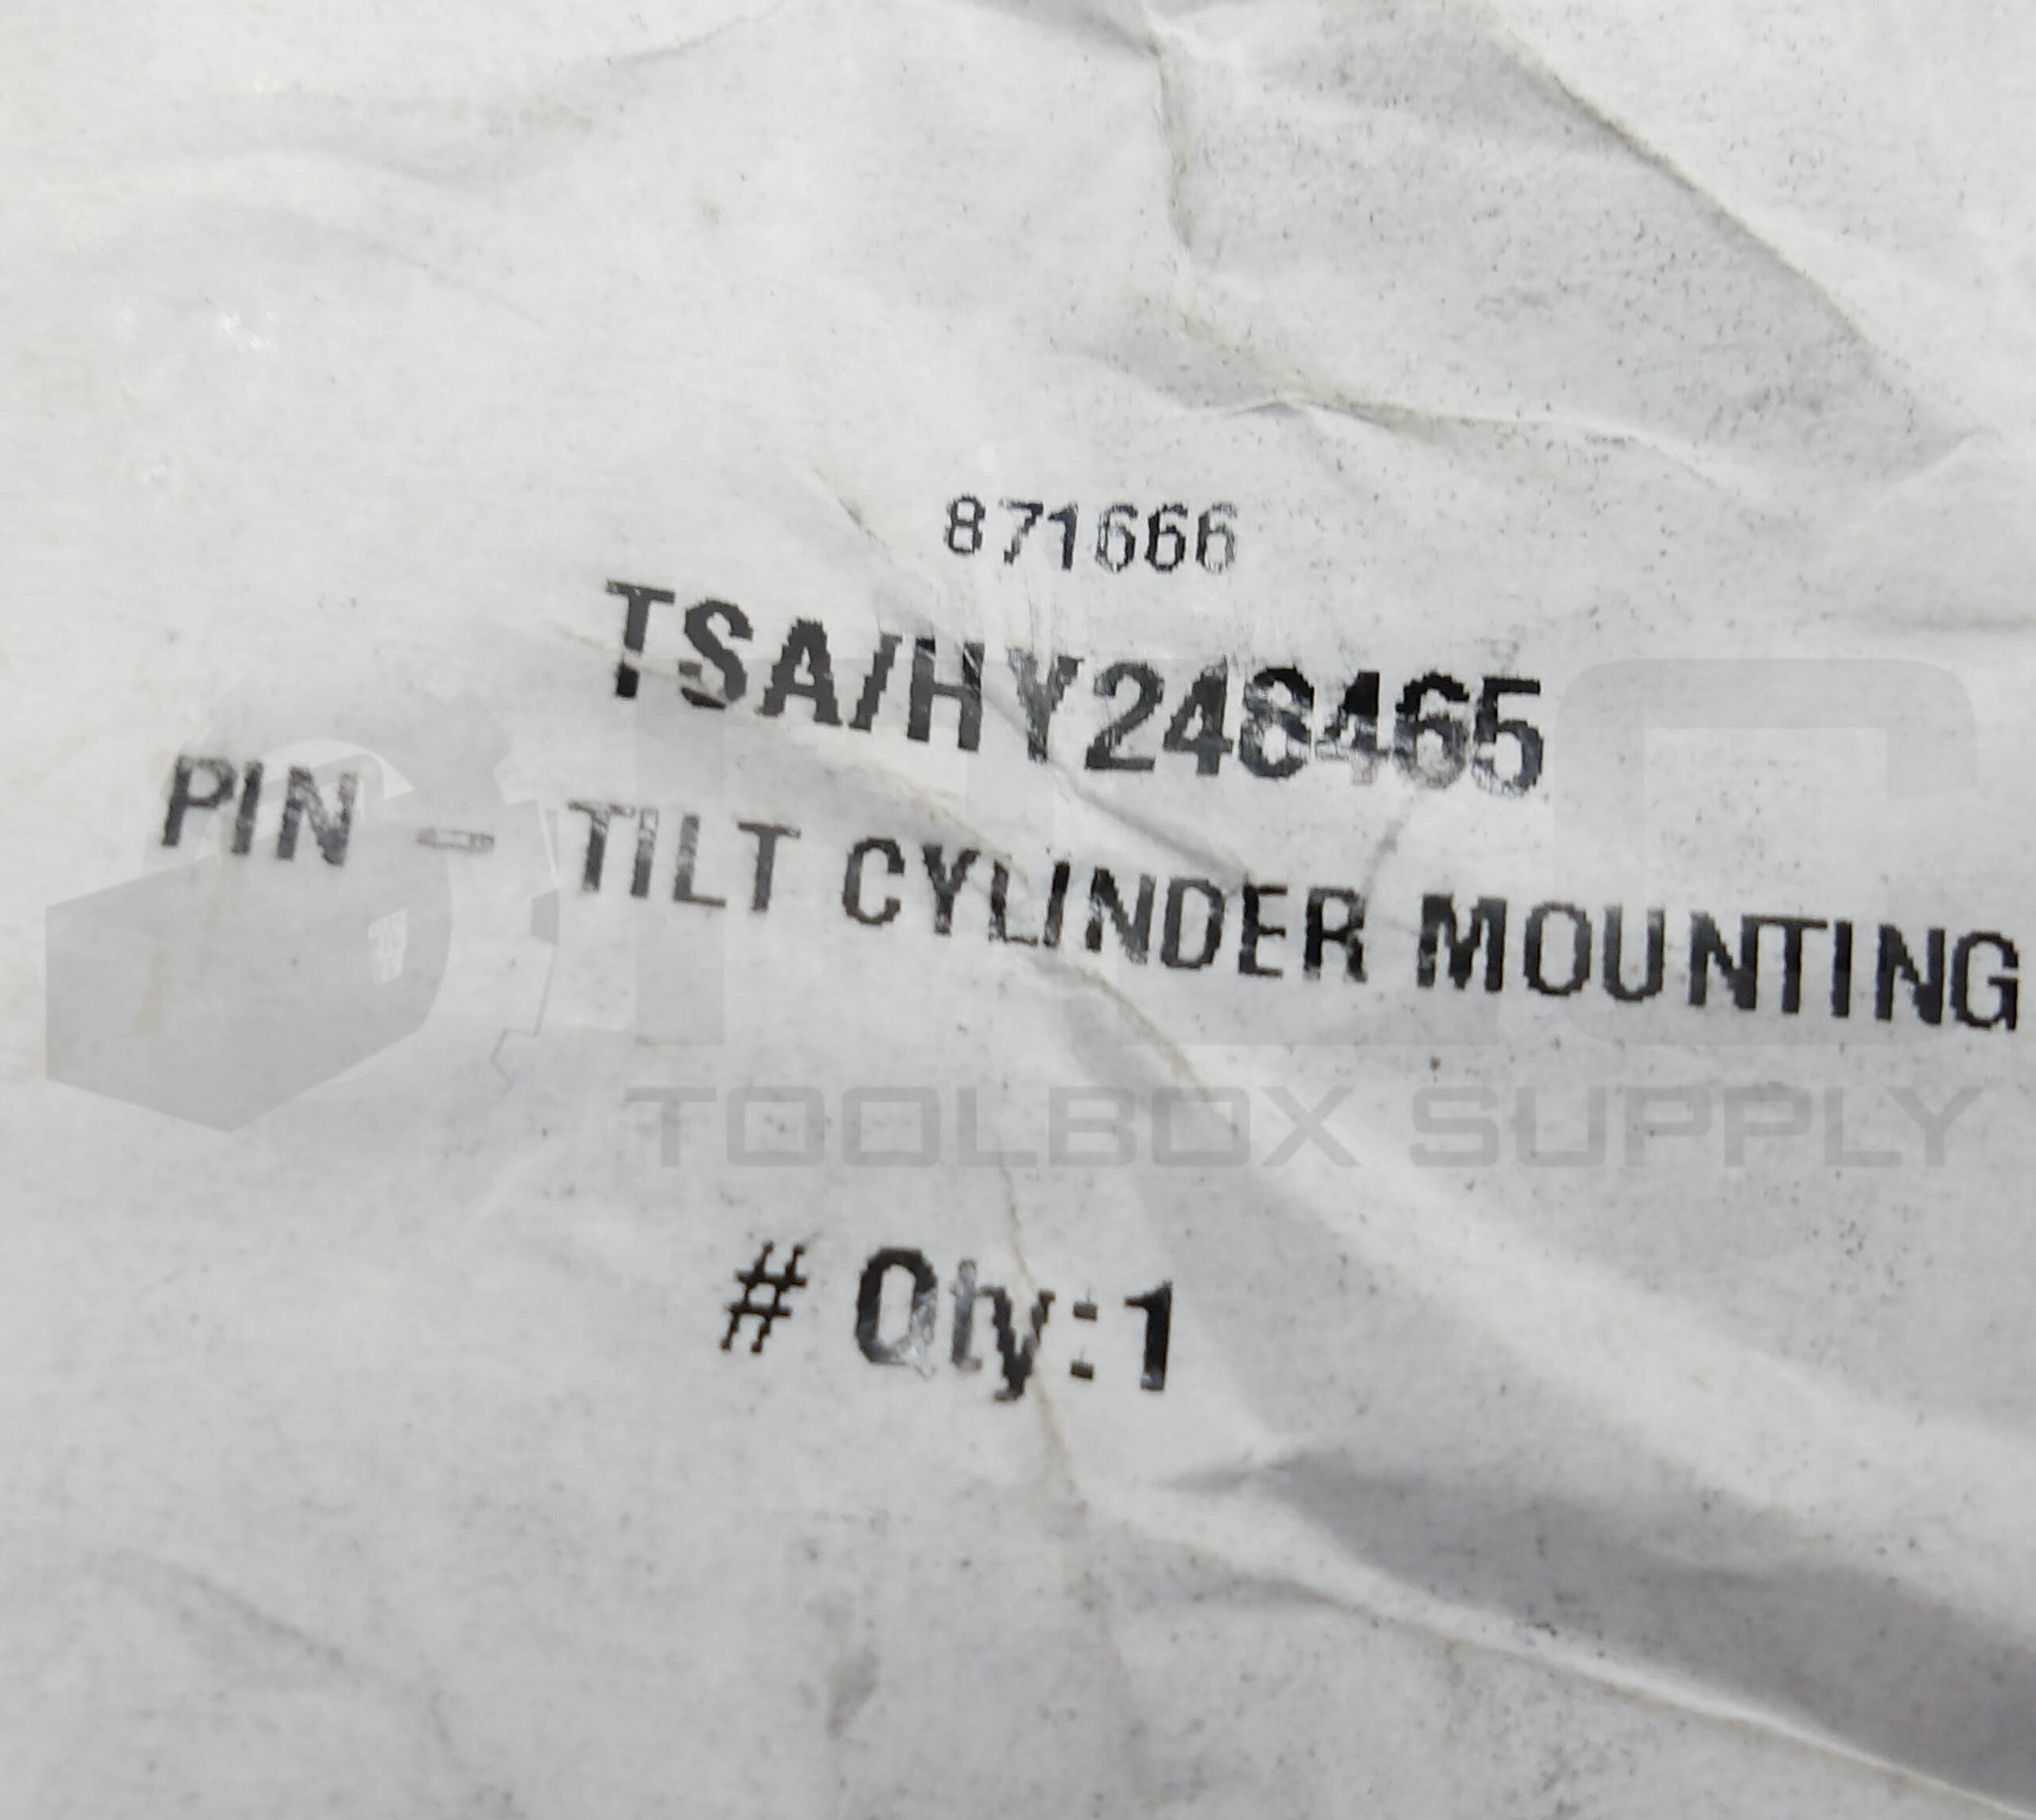 871666
TSA/HY248465
PIN - TILT CYLINDER MOUNTING
TOOLBOX SUPPLY
# Qty:1